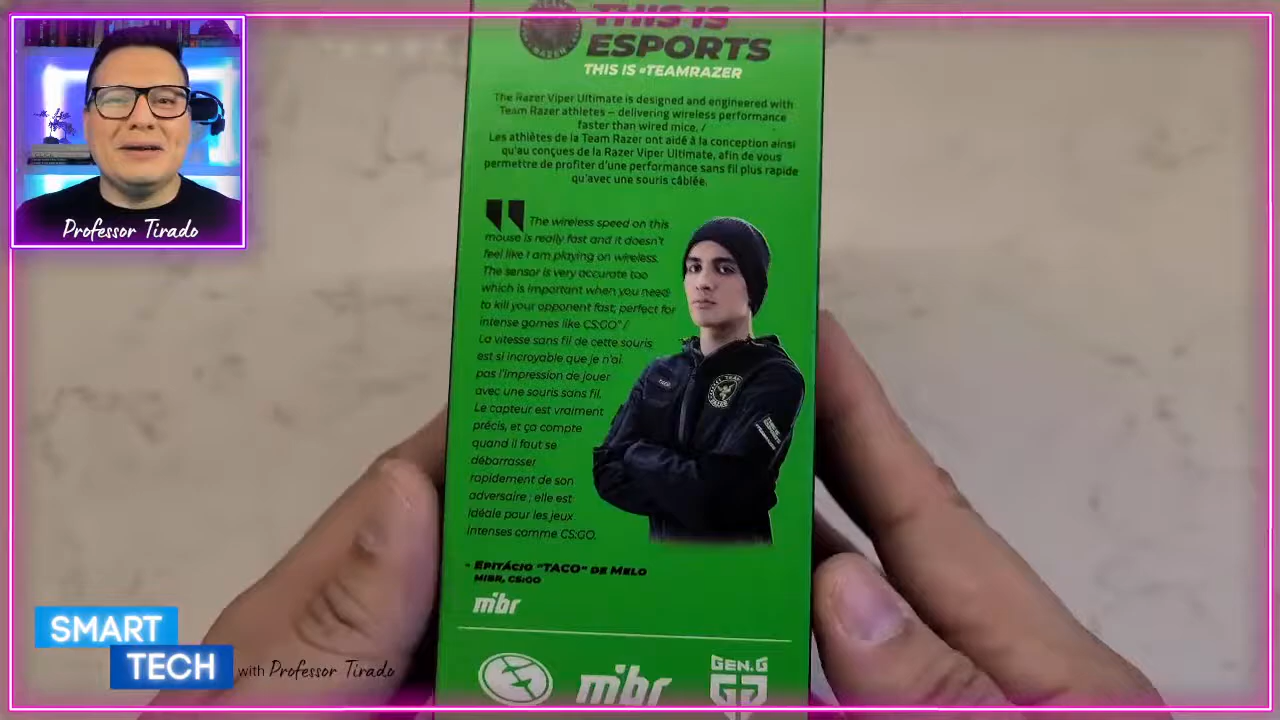 Professor Tirado
THIS IS
ESPORTS
THIS IS #TEAMRAZER
The Razer Viper Ultimate is designed and engineered with
Team Razer athletes – delivering wireless performance
faster than wired mice. /
Les athlètes de la Team Razer ont aidé à la conception ainsi
qu'au conçues de la Razer Viper Ultimate, afin de vous
permettre de profiter d'une performance sans fil plus rapide
qu'avec une souris câblée.
The wireless speed on this
mouse is really fast and it doesn't
feel like I am playing on wireless.
The sensor is very accurate too
which is important when you need
to kill your opponent fast; perfect for
intense games like CS:GO" /
La vitesse sans fil de cette souris
est si incroyable que je n'ai
pas l'impression de jouer
avec une souris sans fil.
Le capteur est vraiment
précis, et ça compte
quand il faut se
débarrasser
rapidement de son
adversaire ; elle est
idéale pour les jeux
intenses comme CS:GO.
- EPITÁCIO "TACO" DE MELO
MIBR, CS:GO
mibr
mibr
GEN.G
SMART
TECH
with Professor Tirado